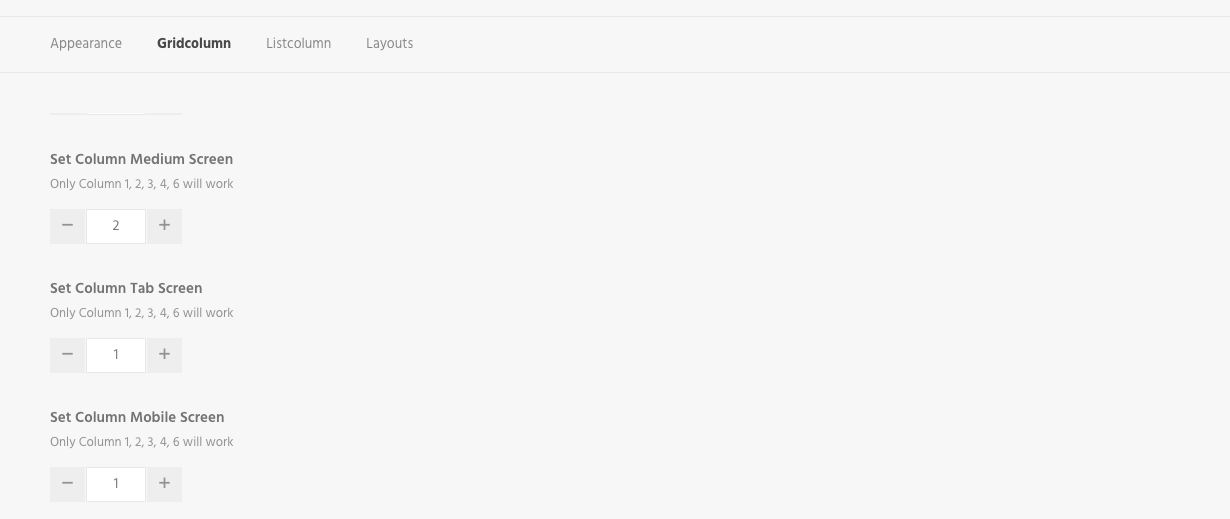 Appearance Gridcolumn Listcolumn Layouts
Set Column Medium Screen
Only Column 1, 2, 3, 4, 6 will work
− 2 +
Set Column Tab Screen
Only Column 1, 2, 3, 4, 6 will work
− 1 +
Set Column Mobile Screen
Only Column 1, 2, 3, 4, 6 will work
− 1 +